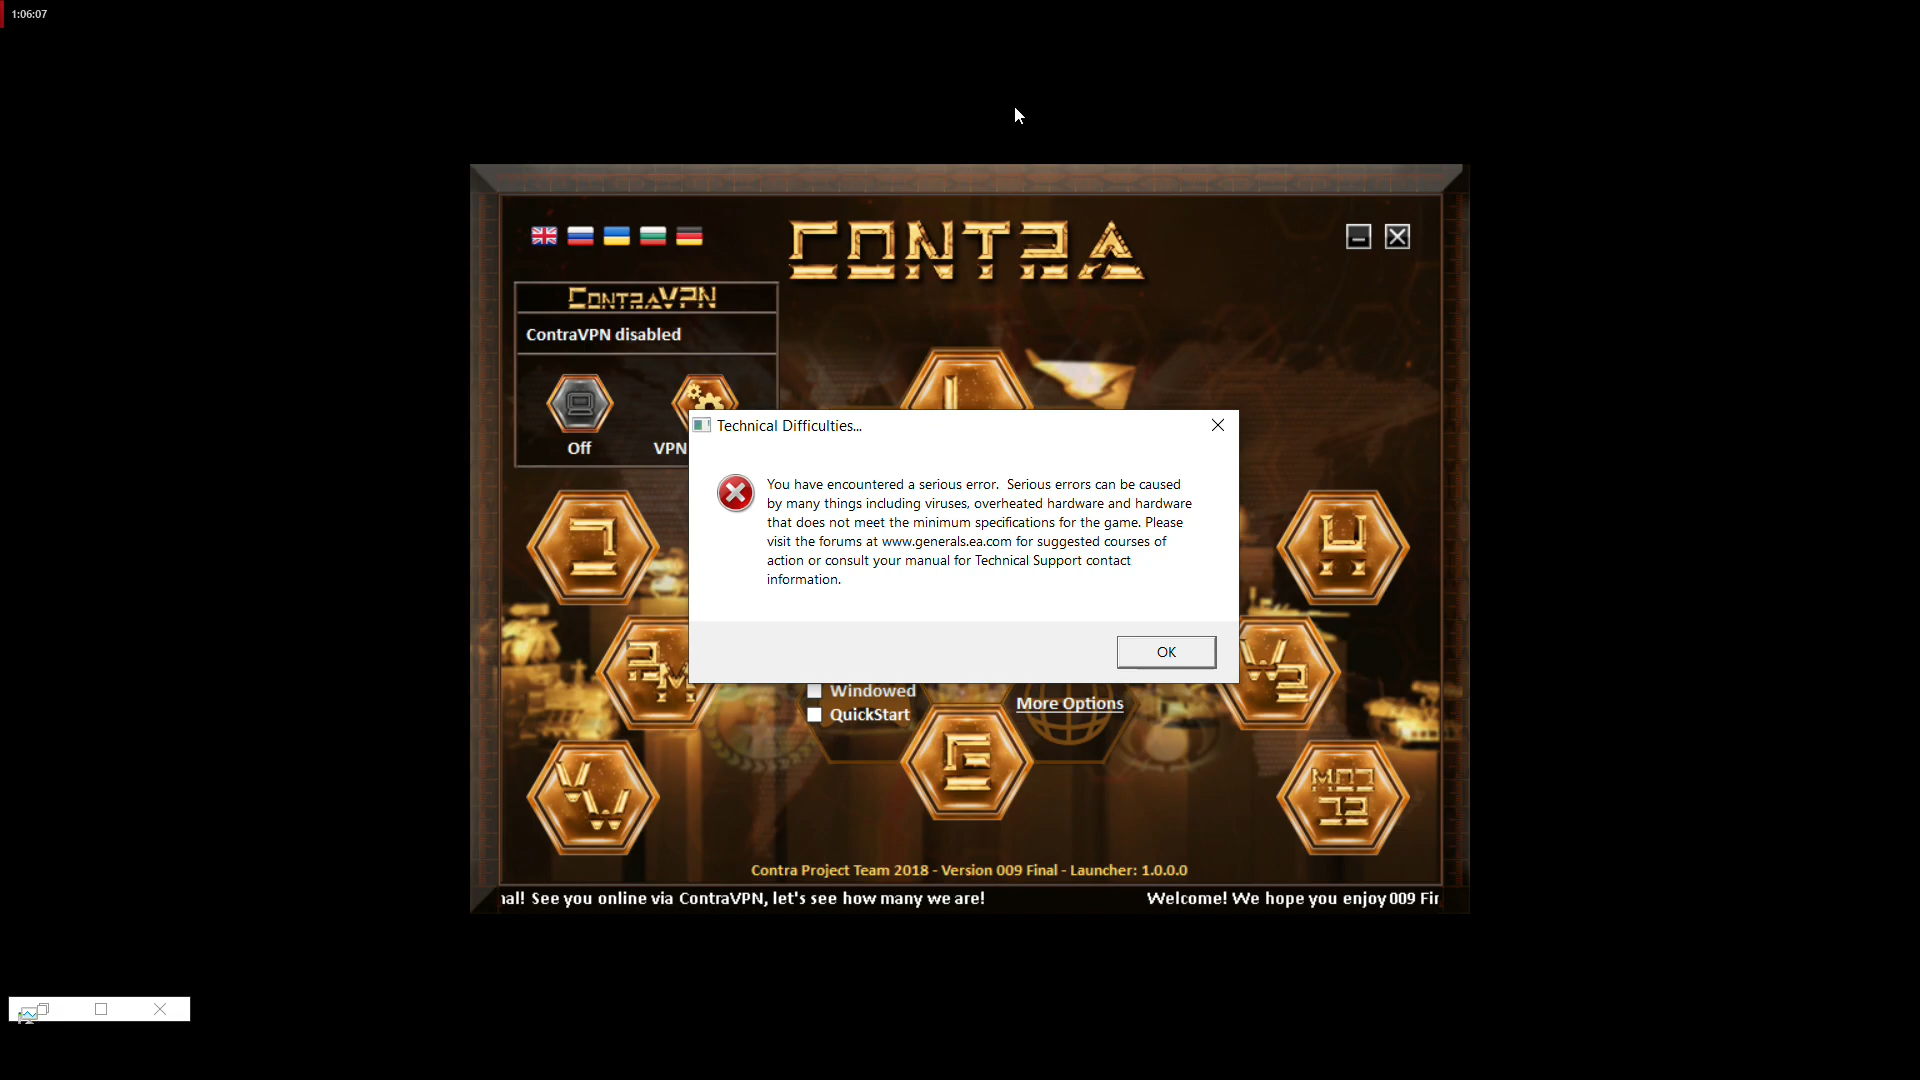 1:06:07
CONTRA
ContraVPN
ContraVPN disabled
Off
VPN
Technical Difficulties...
You have encountered a serious error.  Serious errors can be caused
by many things including viruses, overheated hardware and hardware
that does not meet the minimum specifications for the game. Please
visit the forums at www.generals.ea.com for suggested courses of
action or consult your manual for Technical Support contact
information.
OK
Windowed
QuickStart
More Options
MOD
Contra Project Team 2018 - Version 009 Final - Launcher: 1.0.0.0
nal! See you online via ContraVPN, let's see how many we are!
Welcome! We hope you enjoy 009 Fin